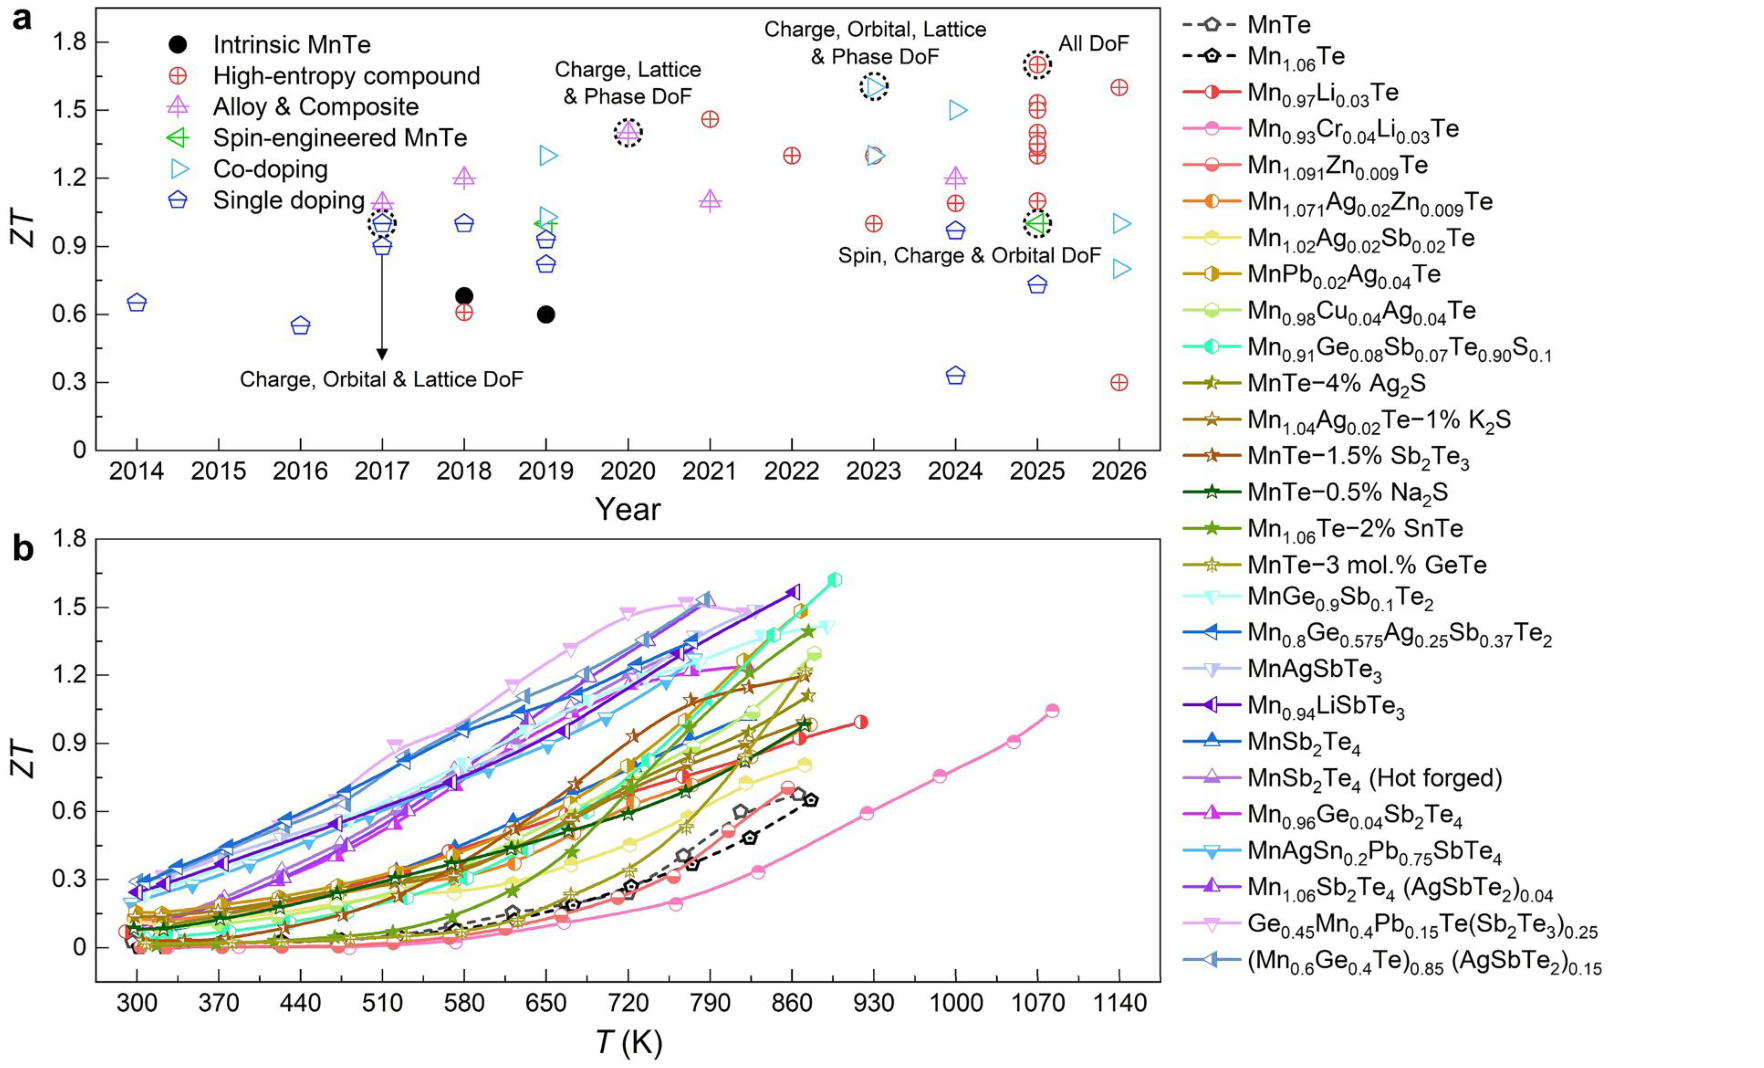 a
ZT
1.8
1.5
1.2
0.9
0.6
0.3
0
Intrinsic MnTe
High-entropy compound
Alloy & Composite
Spin-engineered MnTe
Co-doping
Single doping
Charge, Lattice
& Phase DoF
Charge, Orbital, Lattice
& Phase DoF
All DoF
Spin, Charge & Orbital DoF
Charge, Orbital & Lattice DoF
2014 2015 2016 2017 2018 2019 2020 2021 2022 2023 2024 2025 2026
Year
b
ZT
1.8
1.5
1.2
0.9
0.6
0.3
0
300 370 440 510 580 650 720 790 860 930 1000 1070 1140
T (K)
MnTe
Mn₁.₀₆Te
Mn₀.₉₇Li₀.₀₃Te
Mn₀.₉₃Cr₀.₀₄Li₀.₀₃Te
Mn₁.₀₉₁Zn₀.₀₀₉Te
Mn₁.₀₇₁Ag₀.₀₂Zn₀.₀₀₉Te
Mn₁.₀₂Ag₀.₀₂Sb₀.₀₂Te
MnPb₀.₀₂Ag₀.₀₄Te
Mn₀.₉₈Cu₀.₀₄Ag₀.₀₄Te
Mn₀.₉₁Ge₀.₀₈Sb₀.₀₇Te₀.₉₀S₀.₁
MnTe−4% Ag₂S
Mn₁.₀₄Ag₀.₀₂Te−1% K₂S
MnTe−1.5% Sb₂Te₃
MnTe−0.5% Na₂S
Mn₁.₀₆Te−2% SnTe
MnTe−3 mol.% GeTe
MnGe₀.₉Sb₀.₁Te₂
Mn₀.₈Ge₀.₅₇₅Ag₀.₂₅Sb₀.₃₇Te₂
MnAgSbTe₃
Mn₀.₉₄LiSbTe₃
MnSb₂Te₄
MnSb₂Te₄ (Hot forged)
Mn₀.₉₆Ge₀.₀₄Sb₂Te₄
MnAgSn₀.₂Pb₀.₇₅SbTe₄
Mn₁.₀₆Sb₂Te₄ (AgSbTe₂)₀.₀₄
Ge₀.₄₅Mn₀.₄Pb₀.₁₅Te(Sb₂Te₃)₀.₂₅
(Mn₀.₆Ge₀.₄Te)₀.₈₅ (AgSbTe₂)₀.₁₅